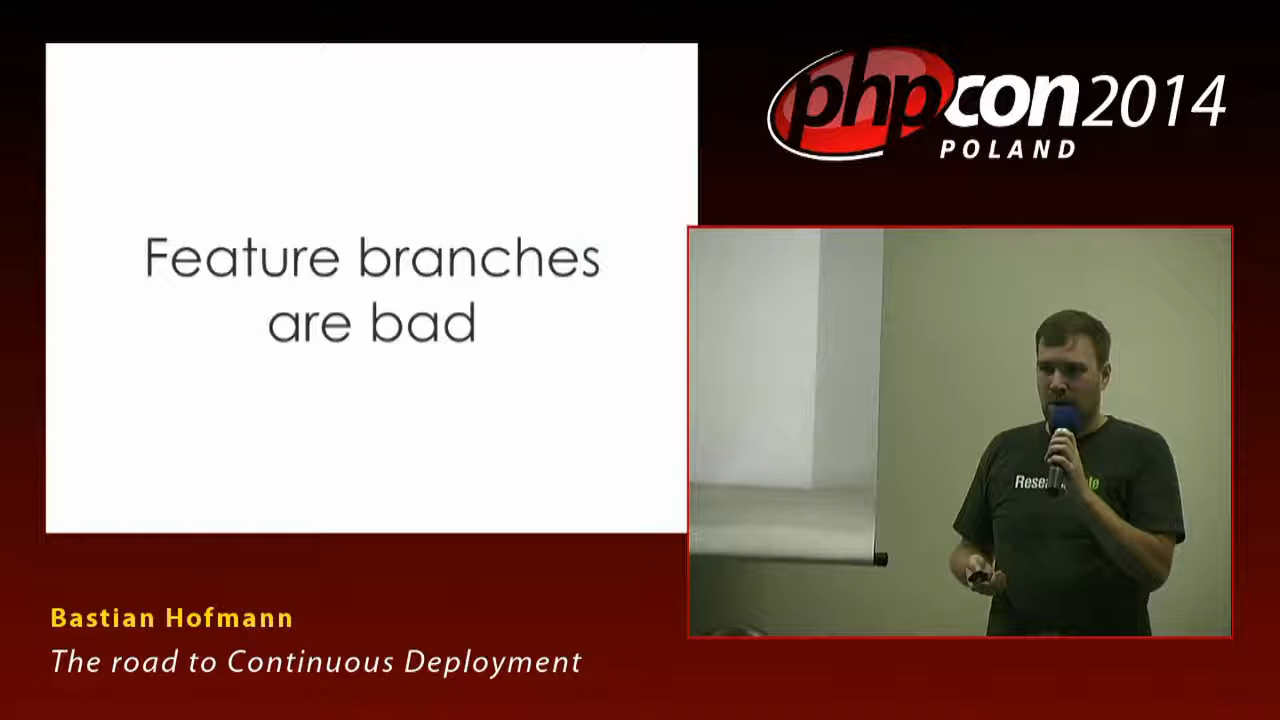 Feature branches
are bad
phpcon2014
POLAND
Bastian Hofmann
The road to Continuous Deployment